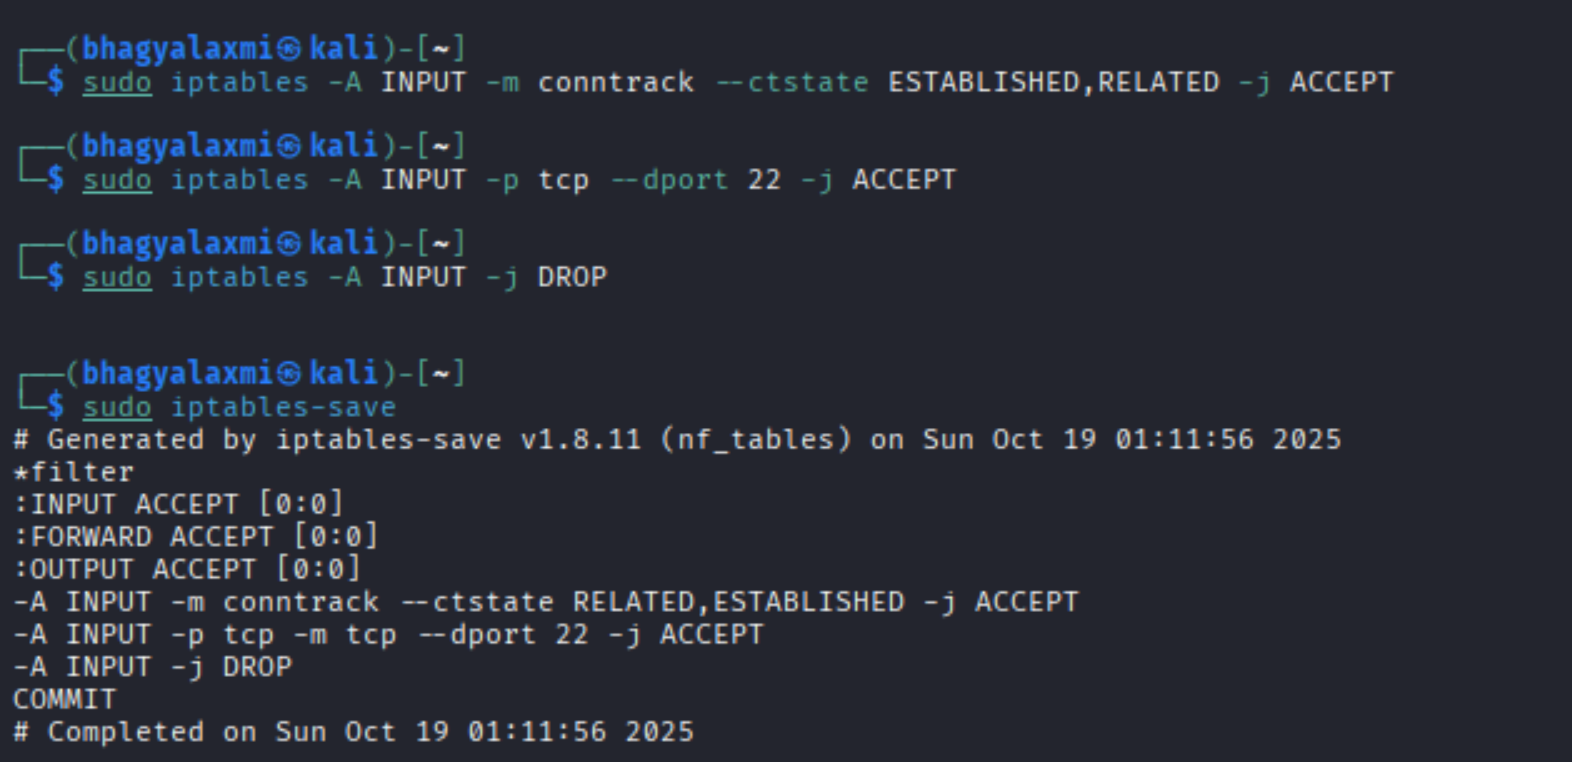 ┌──(bhagyalaxmi㉿kali)-[~]
└─$ sudo iptables -A INPUT -m conntrack --ctstate ESTABLISHED,RELATED -j ACCEPT
┌──(bhagyalaxmi㉿kali)-[~]
└─$ sudo iptables -A INPUT -p tcp --dport 22 -j ACCEPT
┌──(bhagyalaxmi㉿kali)-[~]
└─$ sudo iptables -A INPUT -j DROP
┌──(bhagyalaxmi㉿kali)-[~]
└─$ sudo iptables-save
# Generated by iptables-save v1.8.11 (nf_tables) on Sun Oct 19 01:11:56 2025
*filter
:INPUT ACCEPT [0:0]
:FORWARD ACCEPT [0:0]
:OUTPUT ACCEPT [0:0]
-A INPUT -m conntrack --ctstate RELATED,ESTABLISHED -j ACCEPT
-A INPUT -p tcp -m tcp --dport 22 -j ACCEPT
-A INPUT -j DROP
COMMIT
# Completed on Sun Oct 19 01:11:56 2025